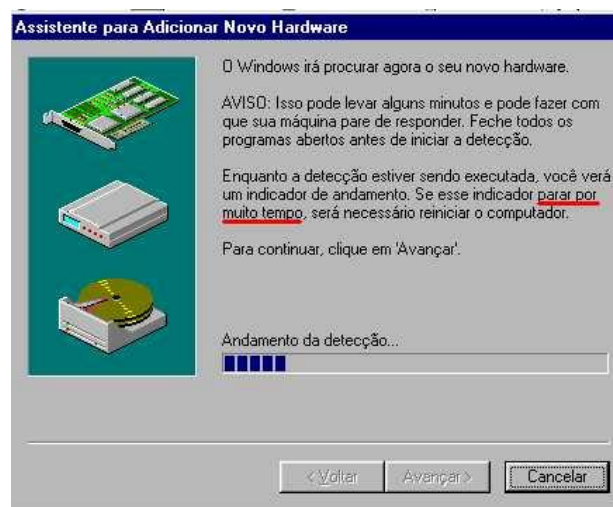 Assistente para Adicionar Novo Hardware
O Windows irá procurar agora o seu novo hardware.
AVISO: Isso pode levar alguns minutos e pode fazer com
que sua máquina pare de responder. Feche todos os
programas abertos antes de iniciar a detecção.
Enquanto a detecção estiver sendo executada, você verá
um indicador de andamento. Se esse indicador parar por
muito tempo, será necessário reiniciar o computador.
Para continuar, clique em 'Avançar'.
Andamento da detecção...
< Voltar
Avançar >
Cancelar